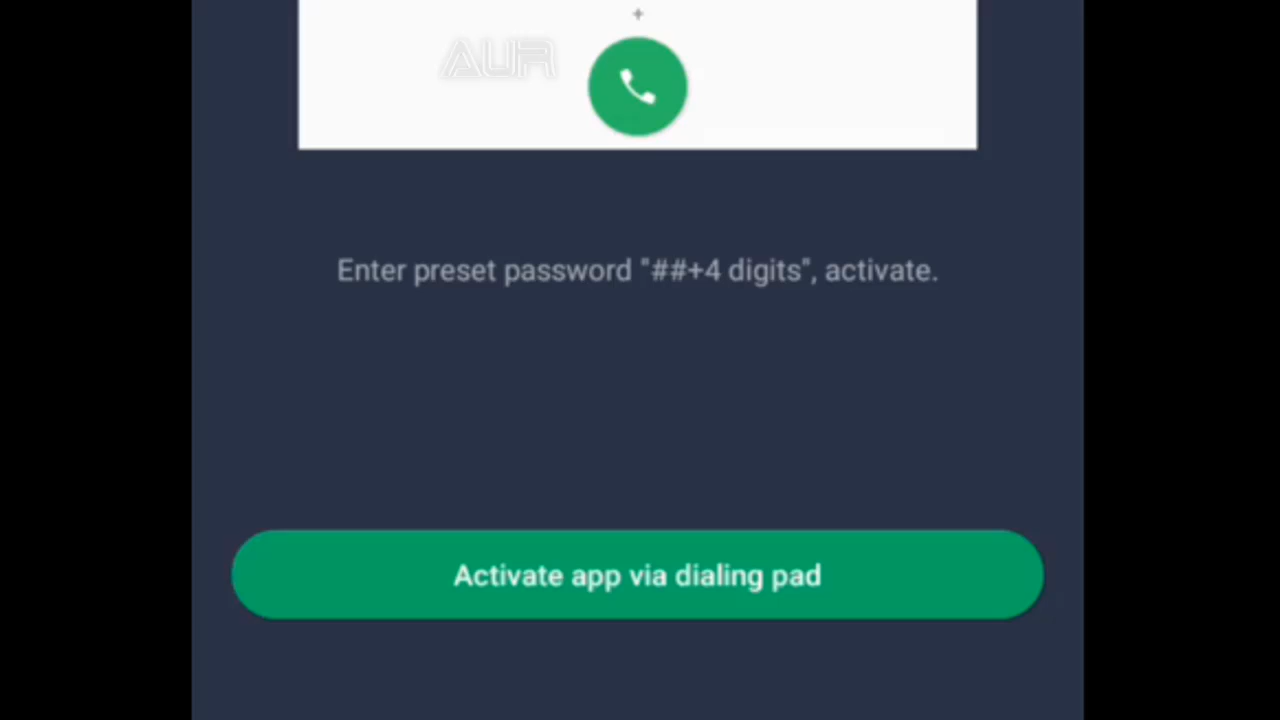 +
AUR
Enter preset password "##+4 digits", activate.
Activate app via dialing pad